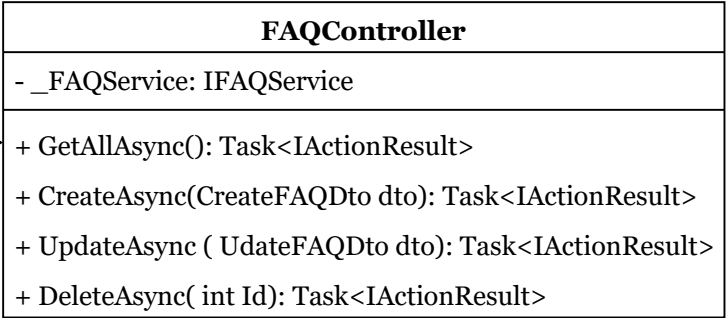 FAQController
- _FAQService: IFAQService
+ GetAllAsync(): Task<IActionResult>
+ CreateAsync(CreateFAQDto dto): Task<IActionResult>
+ UpdateAsync ( UdateFAQDto dto): Task<IActionResult>
+ DeleteAsync( int Id): Task<IActionResult>